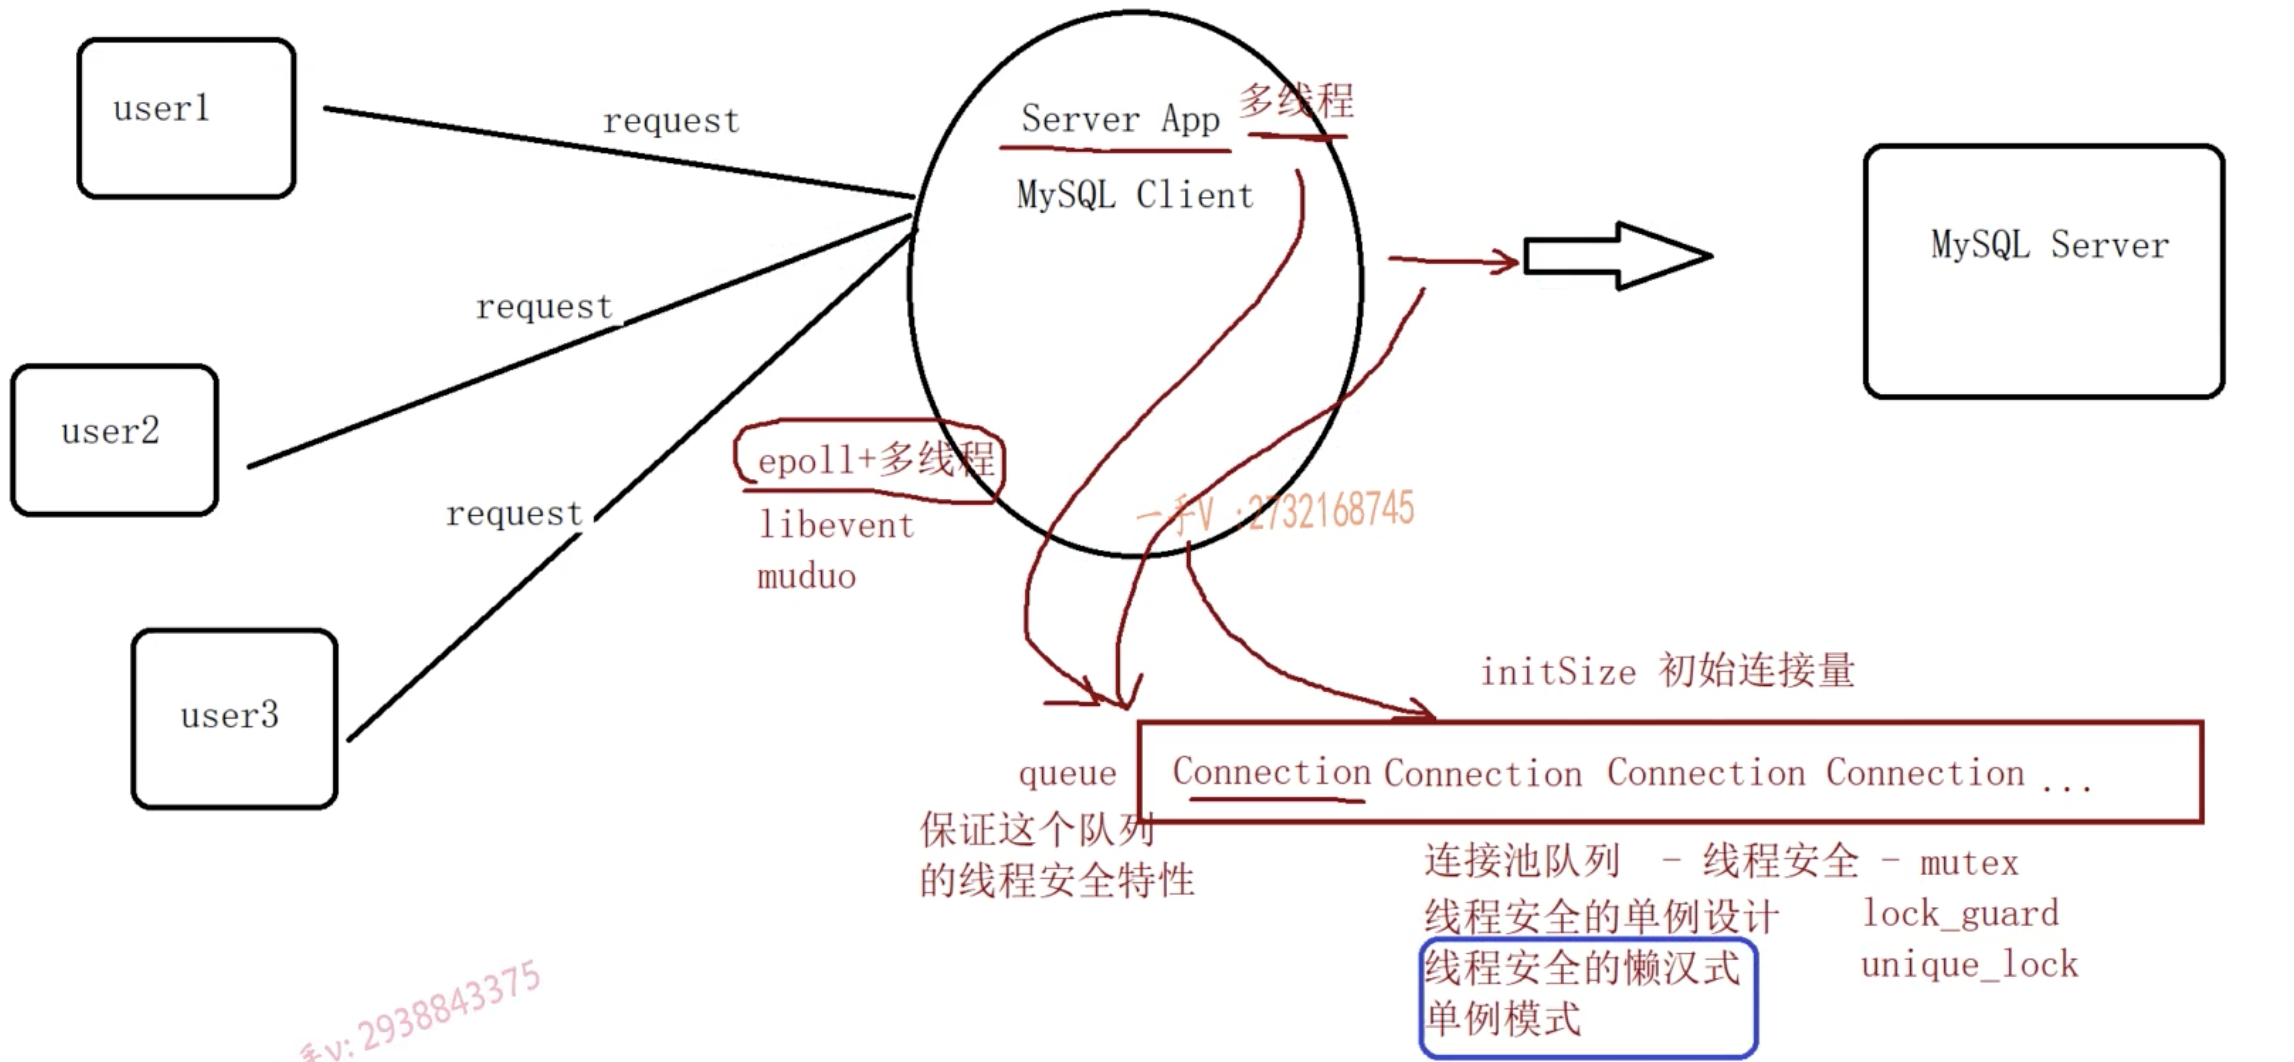 user1
request
Server App 多线程
MySQL Client
MySQL Server
request
user2
epoll+多线程
request
libevent
muduo
一手V :2732168745
user3
initSize 初始连接量
queue
Connection Connection Connection Connection ...
保证这个队列
的线程安全特性
连接池队列 - 线程安全 - mutex
线程安全的单例设计 lock_guard
线程安全的懒汉式 unique_lock
单例模式
手v: 2938843375